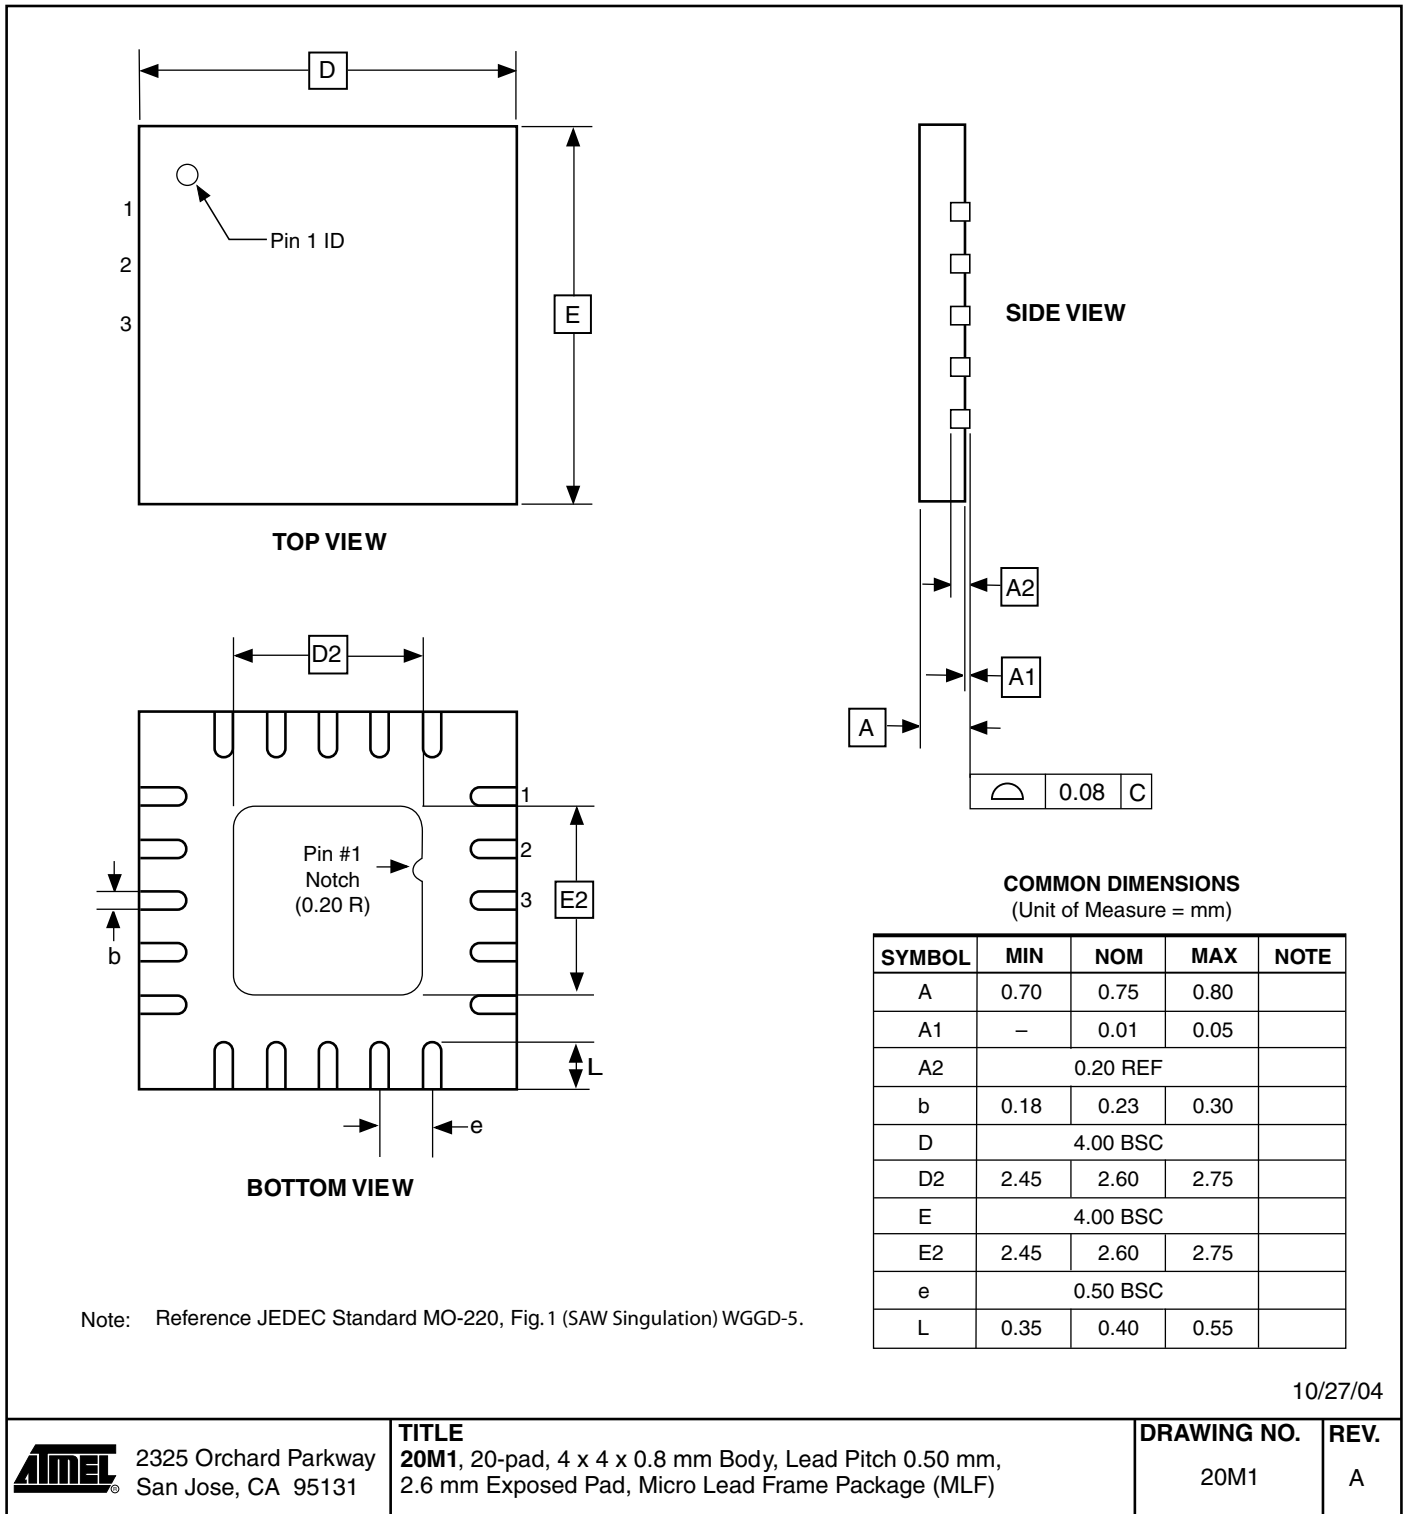 D
1
Pin 1 ID
2
3
E
TOP VIEW
SIDE VIEW
A2
A1
A
0.08 C
D2
1
2
3
Pin #1
Notch
(0.20 R)
E2
b
L
e
BOTTOM VIEW
COMMON DIMENSIONS
(Unit of Measure = mm)
SYMBOL MIN NOM MAX NOTE
A 0.70 0.75 0.80
A1 – 0.01 0.05
A2 0.20 REF
b 0.18 0.23 0.30
D 4.00 BSC
D2 2.45 2.60 2.75
E 4.00 BSC
E2 2.45 2.60 2.75
e 0.50 BSC
L 0.35 0.40 0.55
Note: Reference JEDEC Standard MO-220, Fig. 1 (SAW Singulation) WGGD-5.
10/27/04
ATMEL ®
2325 Orchard Parkway
San Jose, CA 95131
TITLE
20M1, 20-pad, 4 x 4 x 0.8 mm Body, Lead Pitch 0.50 mm,
2.6 mm Exposed Pad, Micro Lead Frame Package (MLF)
DRAWING NO.
20M1
REV.
A